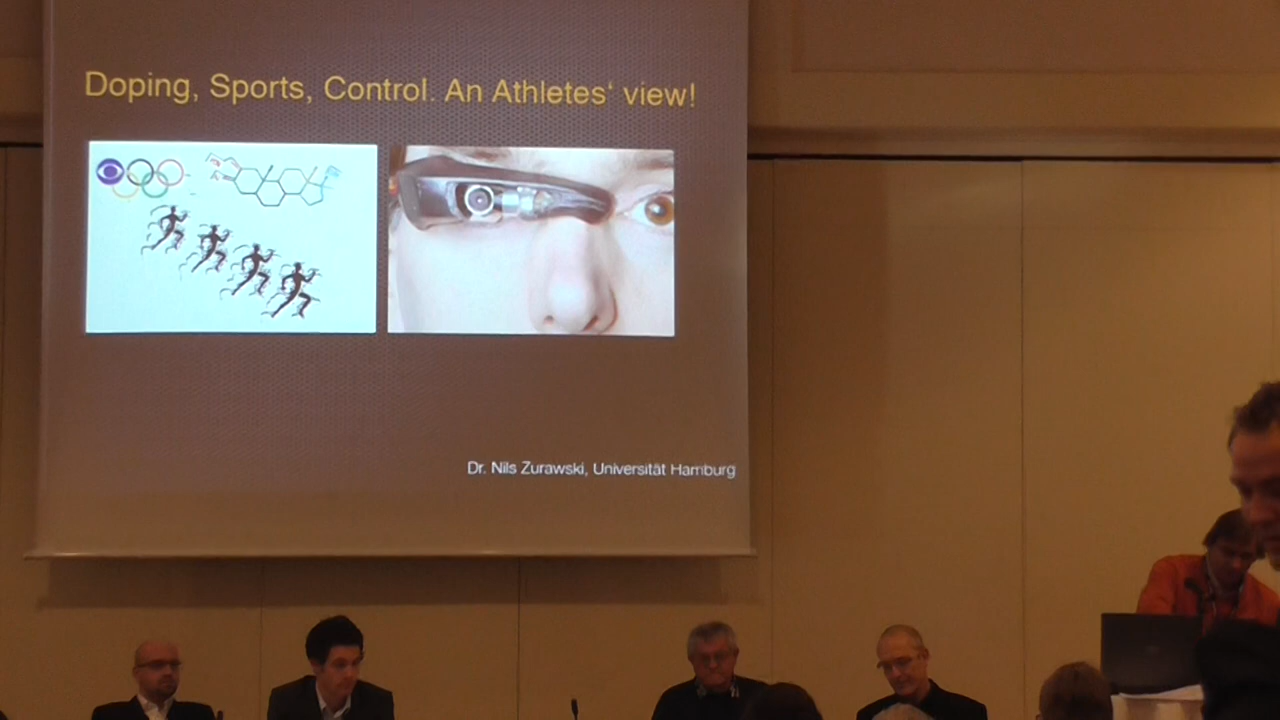 Doping, Sports, Control. An Athletes‘ view!
Dr. Nils Zurawski, Universität Hamburg